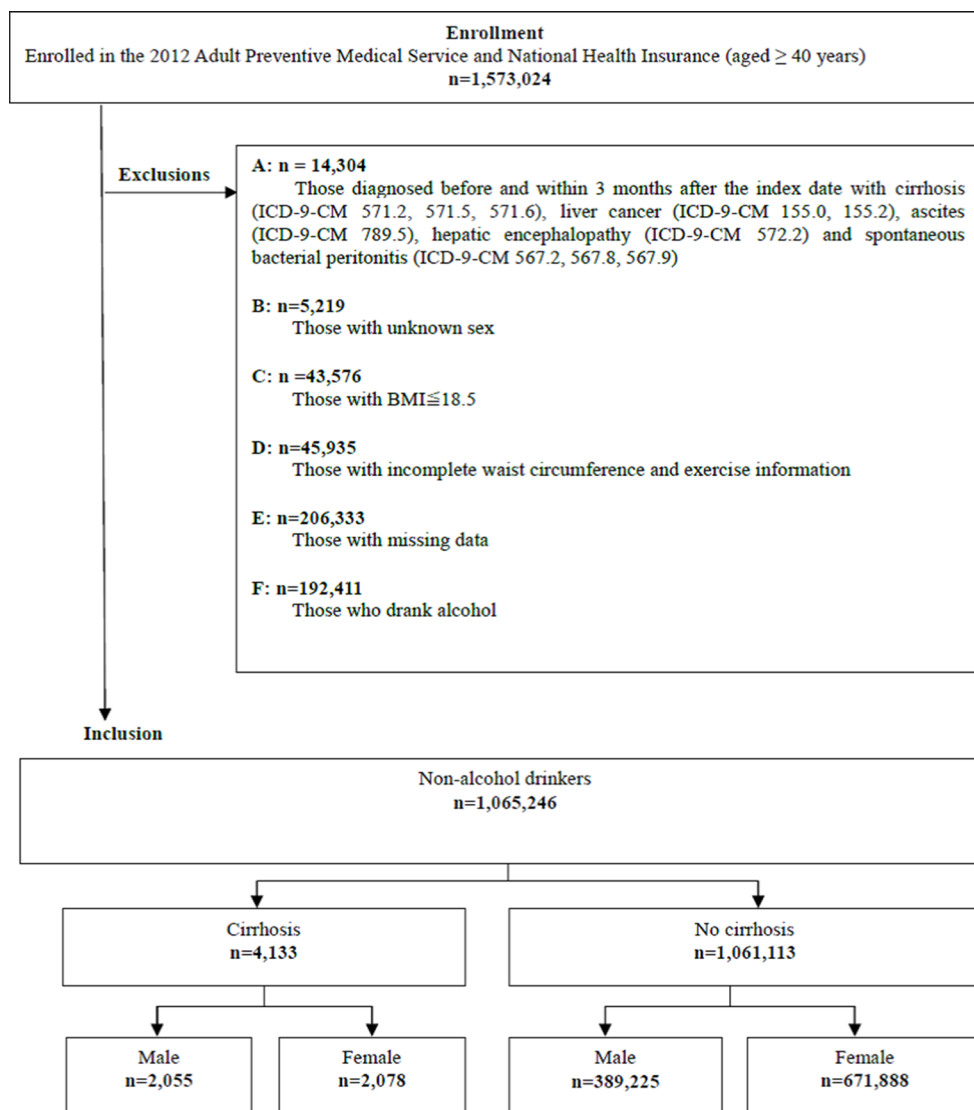 Enrollment
Enrolled in the 2012 Adult Preventive Medical Service and National Health Insurance (aged ≥ 40 years)
n=1,573,024
Exclusions
A: n = 14,304
Those diagnosed before and within 3 months after the index date with cirrhosis
(ICD-9-CM 571.2, 571.5, 571.6), liver cancer (ICD-9-CM 155.0, 155.2), ascites
(ICD-9-CM 789.5), hepatic encephalopathy (ICD-9-CM 572.2) and spontaneous
bacterial peritonitis (ICD-9-CM 567.2, 567.8, 567.9)
B: n=5,219
Those with unknown sex
C: n =43,576
Those with BMI≦18.5
D: n=45,935
Those with incomplete waist circumference and exercise information
E: n=206,333
Those with missing data
F: n=192,411
Those who drank alcohol
Inclusion
Non-alcohol drinkers
n=1,065,246
Cirrhosis
n=4,133
No cirrhosis
n=1,061,113
Male
n=2,055
Female
n=2,078
Male
n=389,225
Female
n=671,888